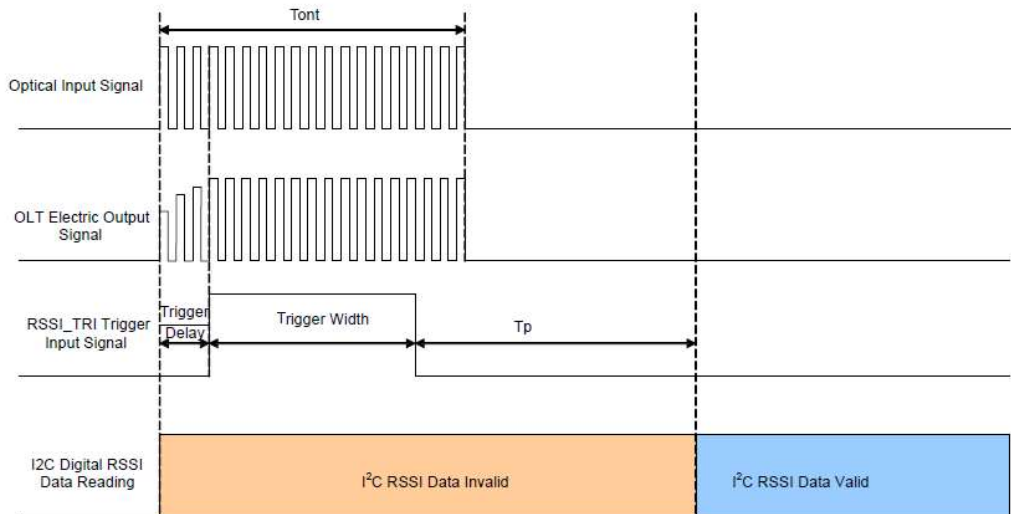 Tont
Optical Input Signal
OLT Electric Output
Signal
RSSI_TRI Trigger
Input Signal
Trigger
Delay
Trigger Width
Tp
I2C Digital RSSI
Data Reading
I²C RSSI Data Invalid
I²C RSSI Data Valid